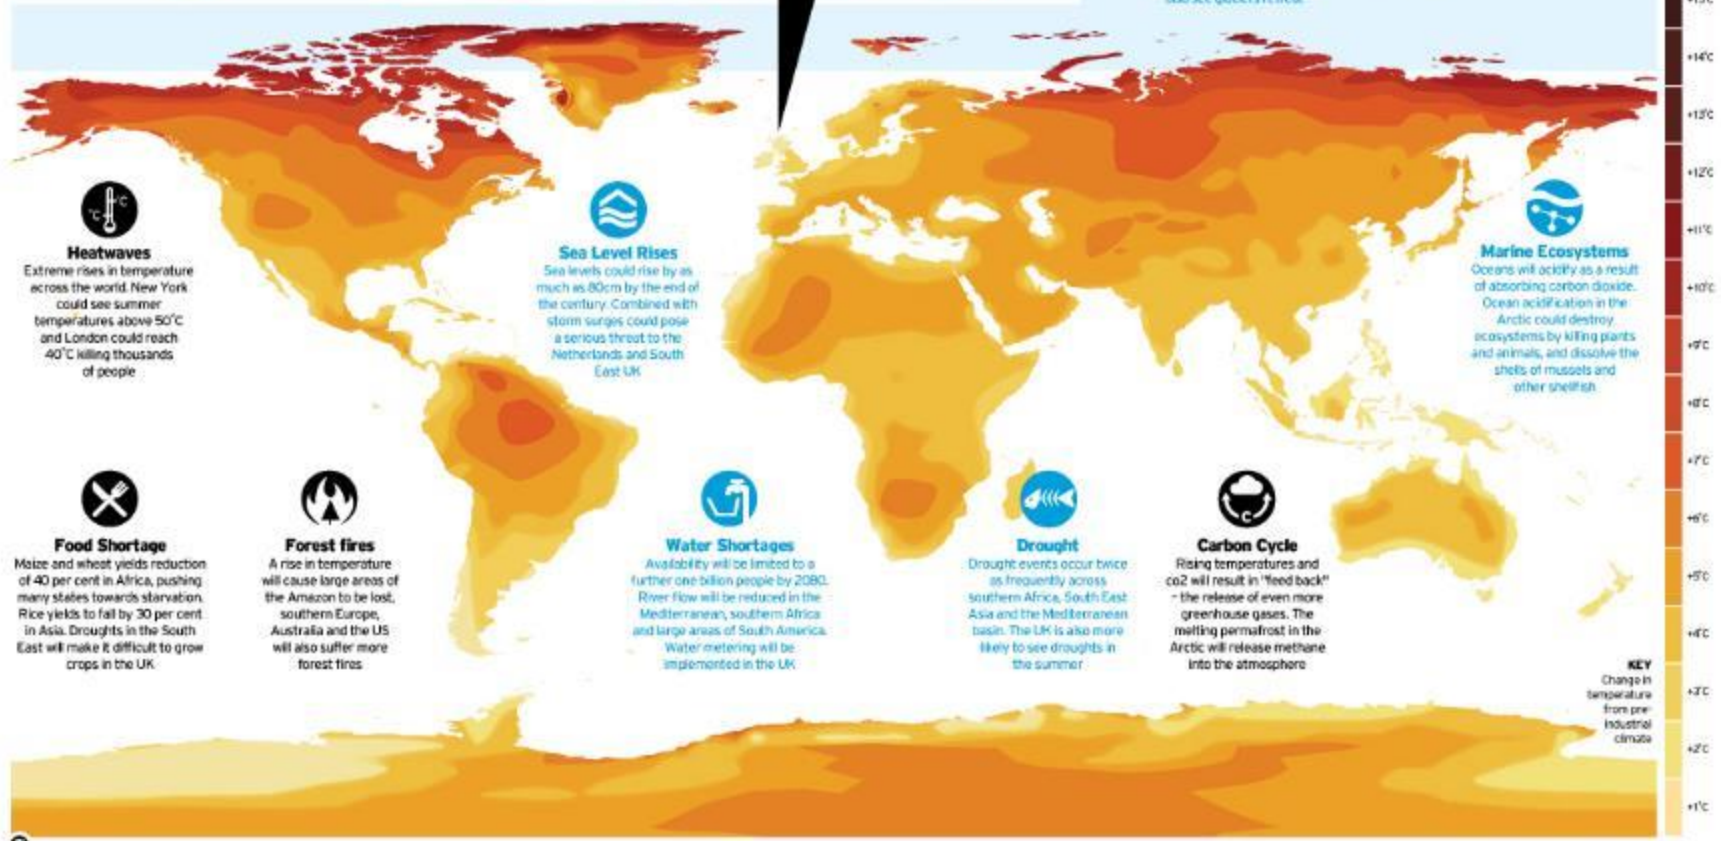 +14°C
+13°C
+12°C
+11°C
+10°C
+9°C
+8°C
+7°C
+6°C
+5°C
+4°C
+3°C
+2°C
+1°C
°C °C
Heatwaves
Extreme rises in temperature
across the world. New York
could see summer
temperatures above 50°C
and London could reach
40°C killing thousands
of people
Sea Level Rises
Sea levels could rise by as
much as 80cm by the end of
the century. Combined with
storm surges could pose
a serious threat to the
Netherlands and South
East UK
Marine Ecosystems
Oceans will acidify as a result
of absorbing carbon dioxide.
Ocean acidification in the
Arctic could destroy
ecosystems by killing plants
and animals, and dissolve the
shells of mussels and
other shellfish
Food Shortage
Maize and wheat yields reduction
of 40 per cent in Africa, pushing
many states towards starvation.
Rice yields to fall by 30 per cent
in Asia. Droughts in the South
East will make it difficult to grow
crops in the UK
Forest fires
A rise in temperature
will cause large areas of
the Amazon to be lost,
southern Europe,
Australia and the US
will also suffer more
forest fires
Water Shortages
Availability will be limited to a
further one billion people by 2080.
River flow will be reduced in the
Mediterranean, southern Africa
and large areas of South America.
Water metering will be
implemented in the UK
Drought
Drought events occur twice
as frequently across
southern Africa, South East
Asia and the Mediterranean
basin. The UK is also more
likely to see droughts in
the summer
C
Carbon Cycle
Rising temperatures and
co2 will result in "feed back"
- the release of even more
greenhouse gases. The
melting permafrost in the
Arctic will release methane
into the atmosphere
KEY
Change in
temperature
from pre-
industrial
climate